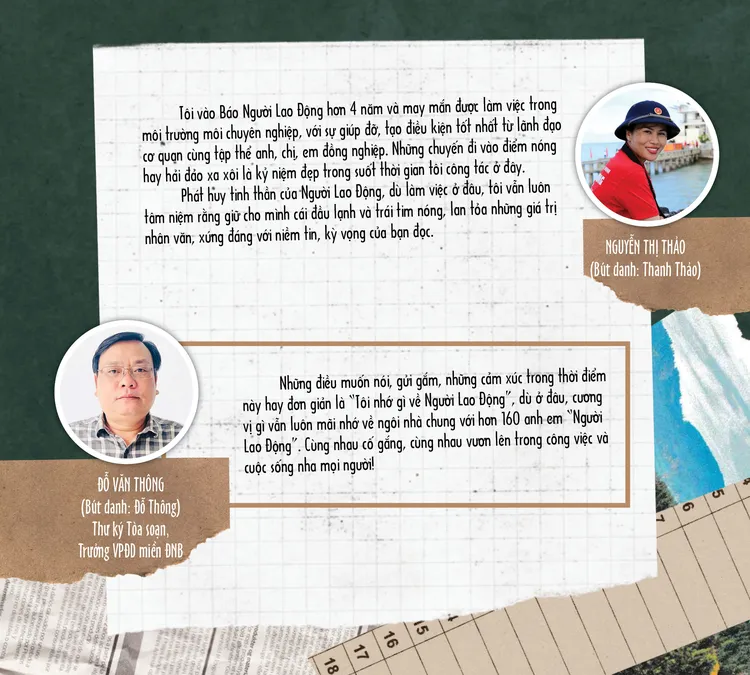 Tôi vào Báo Người Lao Động hơn 4 năm và may mắn được làm việc trong
môi trường môi chuyên nghiệp, với sự giúp đỡ, tạo điều kiện tốt nhất từ lãnh đạo
cơ quan cùng tập thể anh, chị, em đồng nghiệp. Những chuyến đi vào điểm nóng
hay hải đảo xa xôi là kỷ niệm đẹp trong suốt thời gian tôi công tác ở đây.
Phát huy tinh thần của Người Lao Động, dù làm việc ở đâu, tôi vẫn luôn
tâm niệm rằng giữ cho mình cái đầu lạnh và trái tim nóng, lan tỏa những giá trị
nhân văn, xứng đáng với niềm tin, kỳ vọng của bạn đọc.
NGUYỄN THỊ THẢO
(Bút danh: Thanh Thảo)
Những điều muốn nói, gửi gắm, những cảm xúc trong thời điểm
này hay đơn giản là "Tôi nhớ gì về Người Lao Động", dù ở đâu, cương
vị gì vẫn luôn mãi nhớ về ngôi nhà chung với hơn 160 anh em "Người
Lao Động". Cùng nhau cố gắng, cùng nhau vươn lên trong công việc và
cuộc sống nha mọi người!
ĐỖ VĂN THÔNG
(Bút danh: Đỗ Thông)
Thư ký Tòa soạn,
Trưởng VPĐD miền ĐNB
18
17
16
15
7
5